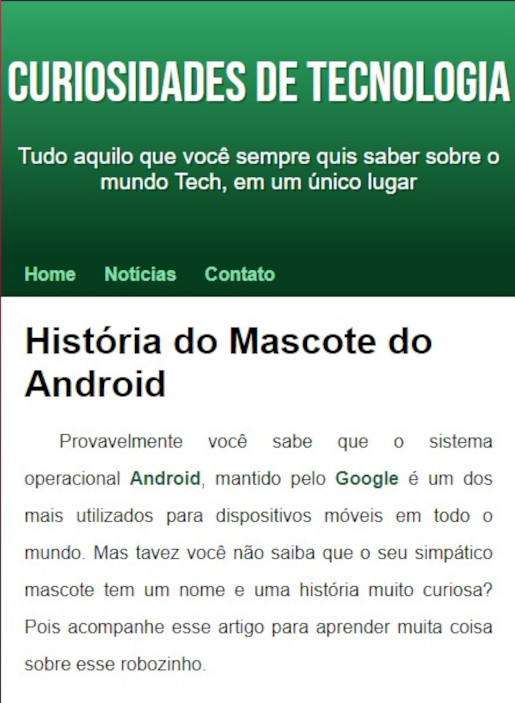 CURIOSIDADES DE TECNOLOGIA
Tudo aquilo que você sempre quis saber sobre o
mundo Tech, em um único lugar
Home Notícias Contato
História do Mascote do
Android
Provavelmente você sabe que o sistema
operacional Android, mantido pelo Google é um dos
mais utilizados para dispositivos móveis em todo o
mundo. Mas tavez você não saiba que o seu simpático
mascote tem um nome e uma história muito curiosa?
Pois acompanhe esse artigo para aprender muita coisa
sobre esse robozinho.